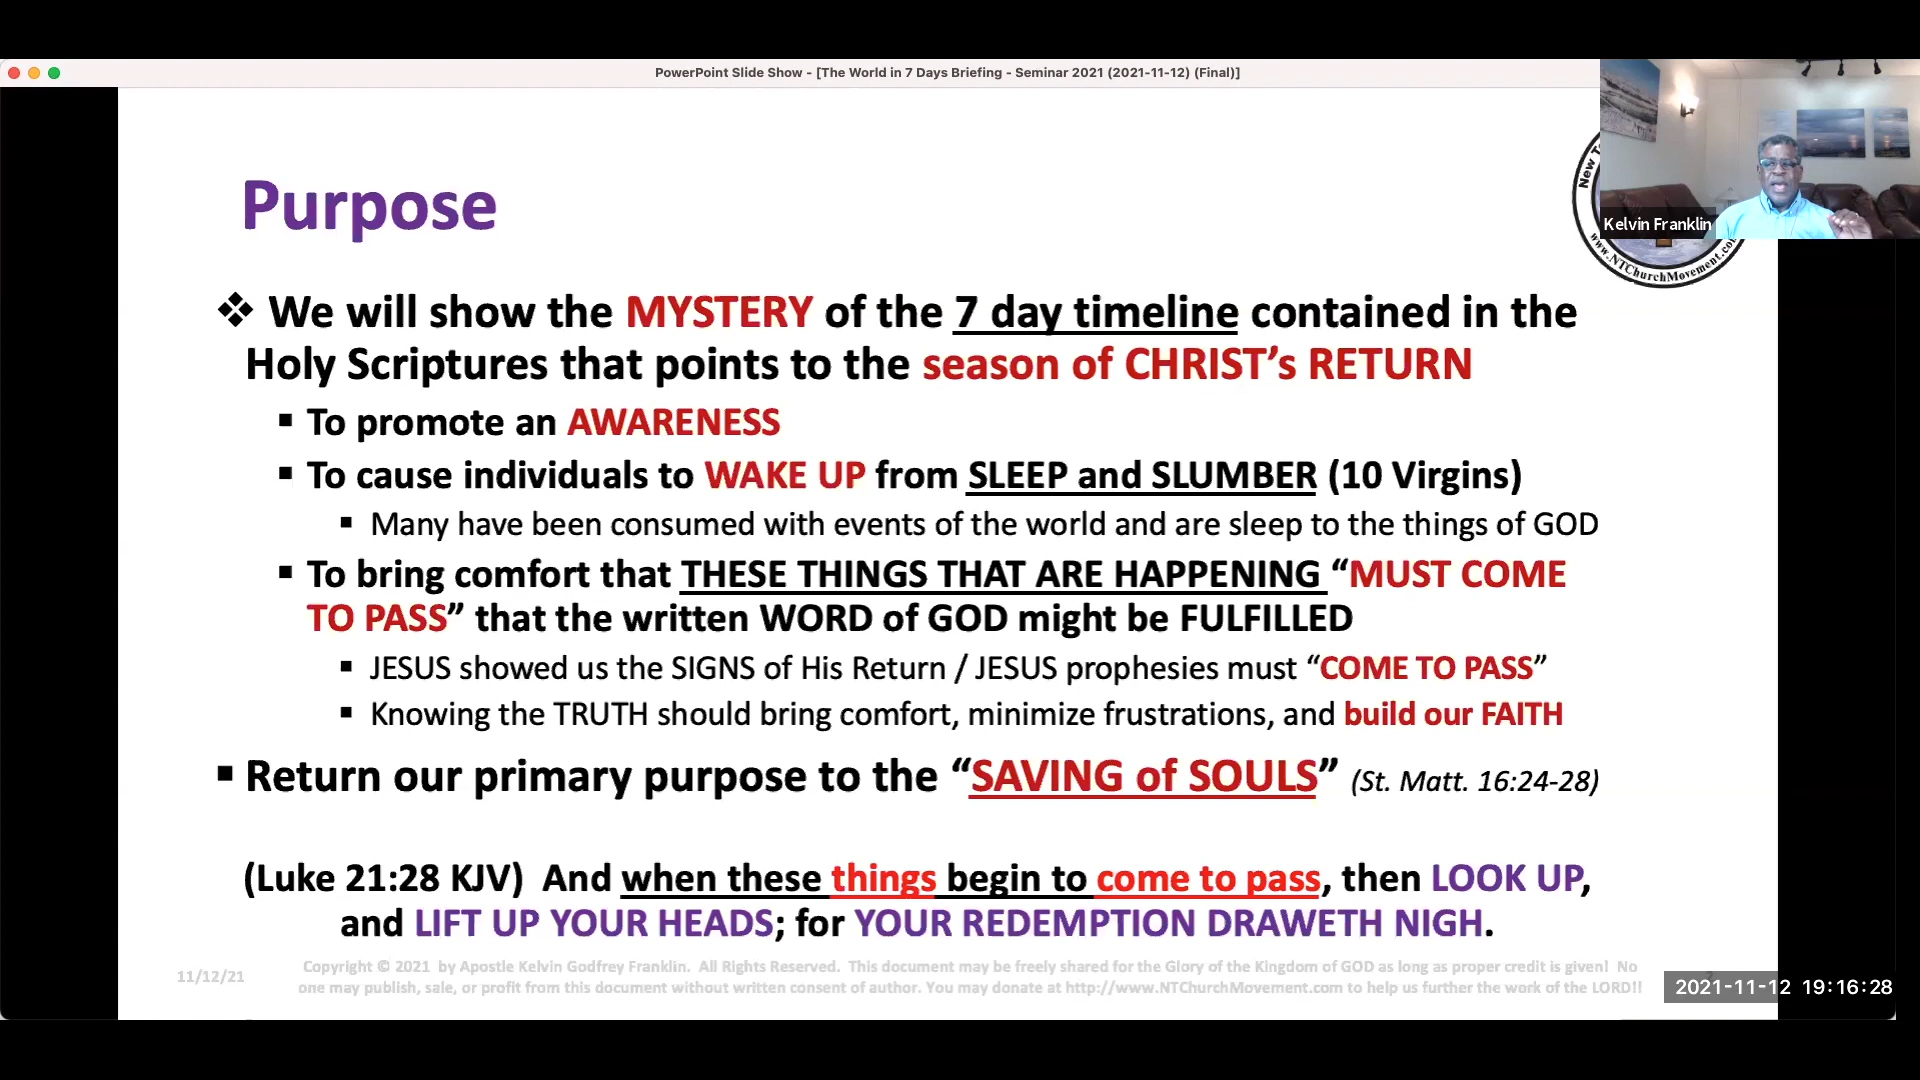 PowerPoint Slide Show - [The World in 7 Days Briefing - Seminar 2021 (2021-11-12) (Final)]
New T
Kelvin Franklin
www.NTChurchMovement.co
Purpose
❖ We will show the MYSTERY of the 7 day timeline contained in the
Holy Scriptures that points to the season of CHRIST’s RETURN
▪ To promote an AWARENESS
▪ To cause individuals to WAKE UP from SLEEP and SLUMBER (10 Virgins)
▪ Many have been consumed with events of the world and are sleep to the things of GOD
▪ To bring comfort that THESE THINGS THAT ARE HAPPENING “MUST COME
TO PASS” that the written WORD of GOD might be FULFILLED
▪ JESUS showed us the SIGNS of His Return / JESUS prophesies must “COME TO PASS”
▪ Knowing the TRUTH should bring comfort, minimize frustrations, and build our FAITH
▪ Return our primary purpose to the “SAVING of SOULS” (St. Matt. 16:24-28)
(Luke 21:28 KJV) And when these things begin to come to pass, then LOOK UP,
and LIFT UP YOUR HEADS; for YOUR REDEMPTION DRAWETH NIGH.
11/12/21
Copyright © 2021 by Apostle Kelvin Godfrey Franklin. All Rights Reserved. This document may be freely shared for the Glory of the Kingdom of GOD as long as proper credit is given! No
one may publish, sale, or profit from this document without written consent of author. You may donate at http://www.NTChurchMovement.com to help us further the work of the LORD!!
2021-11-12 19:16:28